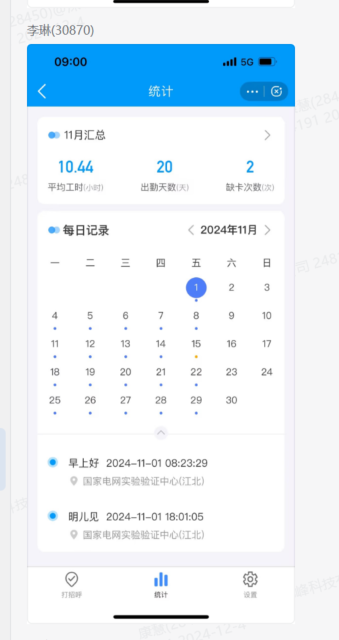 李琳(30870)
09:00
5G
统计
11月汇总
10.44 20 2
平均工时(小时) 出勤天数(天) 缺卡次数(次)
每日记录 2024年11月
一 二 三 四 五 六 日
1 2 3
4 5 6 7 8 9 10
11 12 13 14 15 16 17
18 19 20 21 22 23 24
25 26 27 28 29 30
早上好 2024-11-01 08:23:29
国家电网实验验证中心(江北)
明儿见 2024-11-01 18:01:05
国家电网实验验证中心(江北)
打招呼 统计 设置